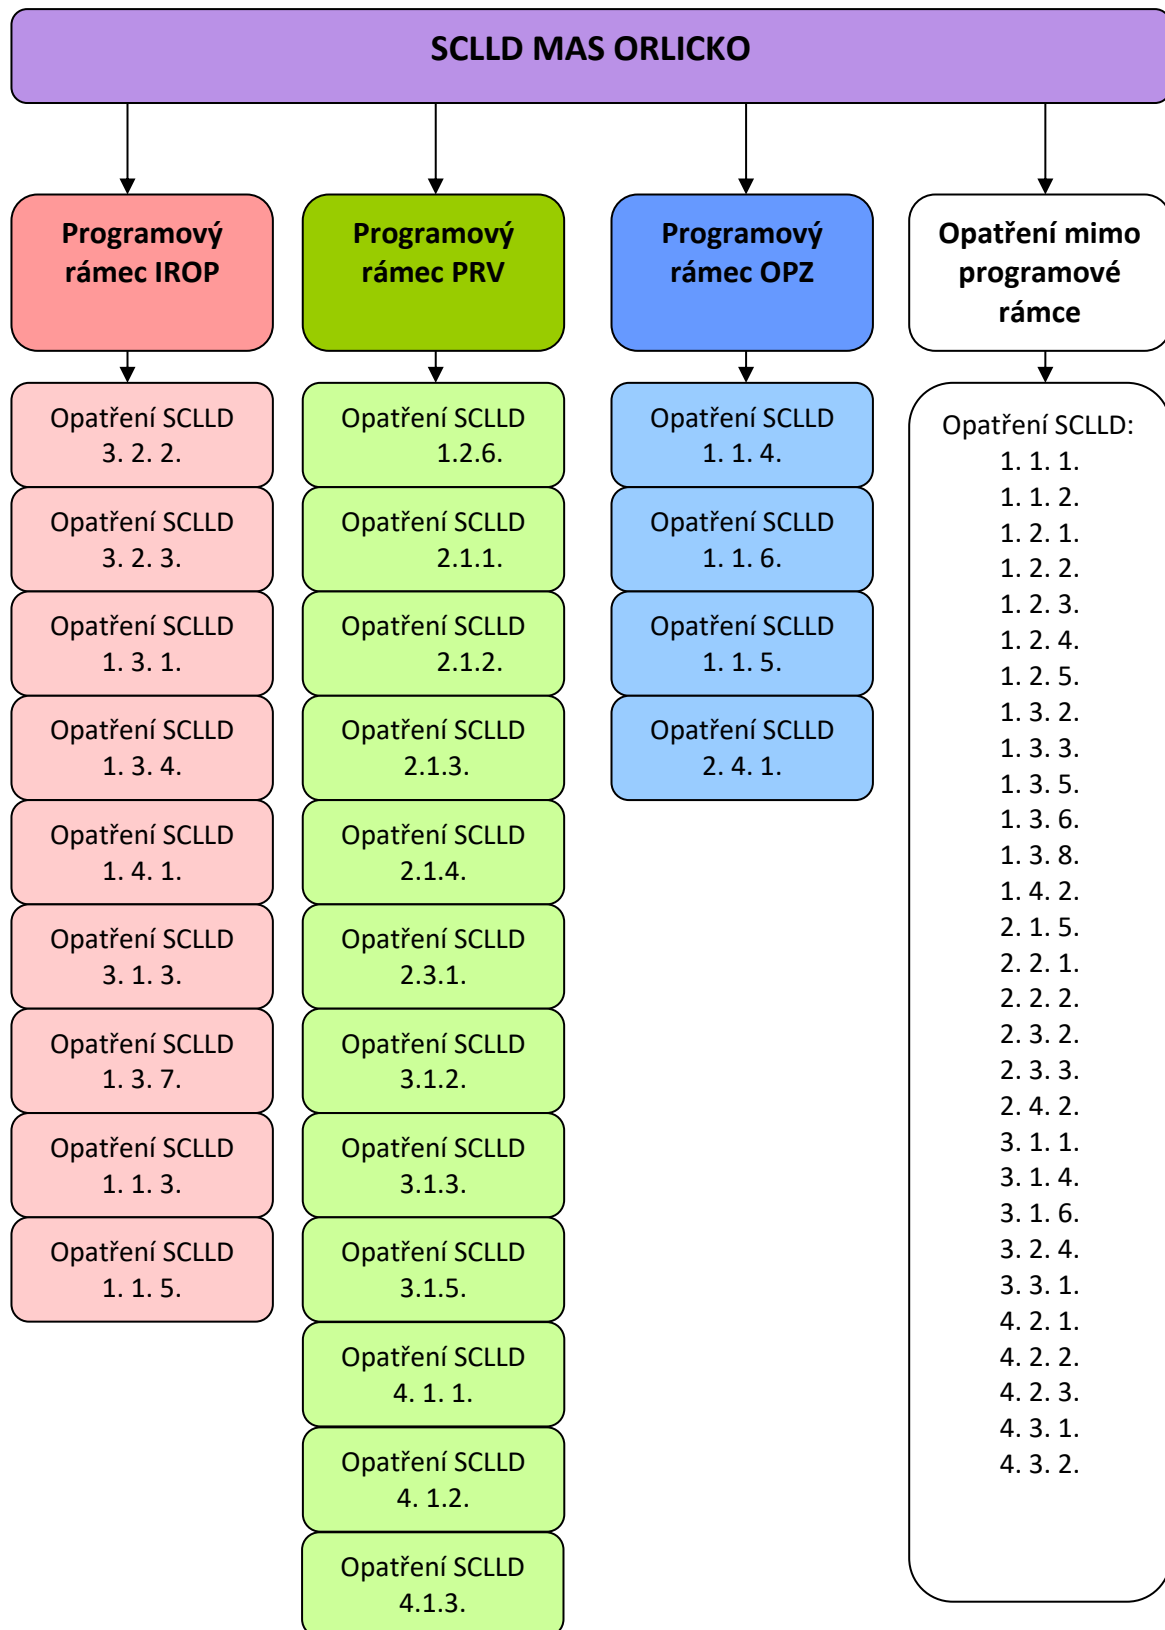 SCLLD MAS ORLICKO
Programový
rámec IROP
Opatření SCLLD
3. 2. 2.
Opatření SCLLD
3. 2. 3.
Opatření SCLLD
1. 3. 1.
Opatření SCLLD
1. 3. 4.
Opatření SCLLD
1. 4. 1.
Opatření SCLLD
3. 1. 3.
Opatření SCLLD
1. 3. 7.
Opatření SCLLD
1. 1. 3.
Opatření SCLLD
1. 1. 5.
Programový
rámec PRV
Opatření SCLLD
1.2.6.
Opatření SCLLD
2.1.1.
Opatření SCLLD
2.1.2.
Opatření SCLLD
2.1.3.
Opatření SCLLD
2.1.4.
Opatření SCLLD
2.3.1.
Opatření SCLLD
3.1.2.
Opatření SCLLD
3.1.3.
Opatření SCLLD
3.1.5.
Opatření SCLLD
4. 1. 1.
Opatření SCLLD
4. 1.2.
Opatření SCLLD
4.1.3.
Programový
rámec OPZ
Opatření SCLLD
1. 1. 4.
Opatření SCLLD
1. 1. 6.
Opatření SCLLD
1. 1. 5.
Opatření SCLLD
2. 4. 1.
Opatření mimo
programové
rámce
Opatření SCLLD:
1. 1. 1.
1. 1. 2.
1. 2. 1.
1. 2. 2.
1. 2. 3.
1. 2. 4.
1. 2. 5.
1. 3. 2.
1. 3. 3.
1. 3. 5.
1. 3. 6.
1. 3. 8.
1. 4. 2.
2. 1. 5.
2. 2. 1.
2. 2. 2.
2. 3. 2.
2. 3. 3.
2. 4. 2.
3. 1. 1.
3. 1. 4.
3. 1. 6.
3. 2. 4.
3. 3. 1.
4. 2. 1.
4. 2. 2.
4. 2. 3.
4. 3. 1.
4. 3. 2.